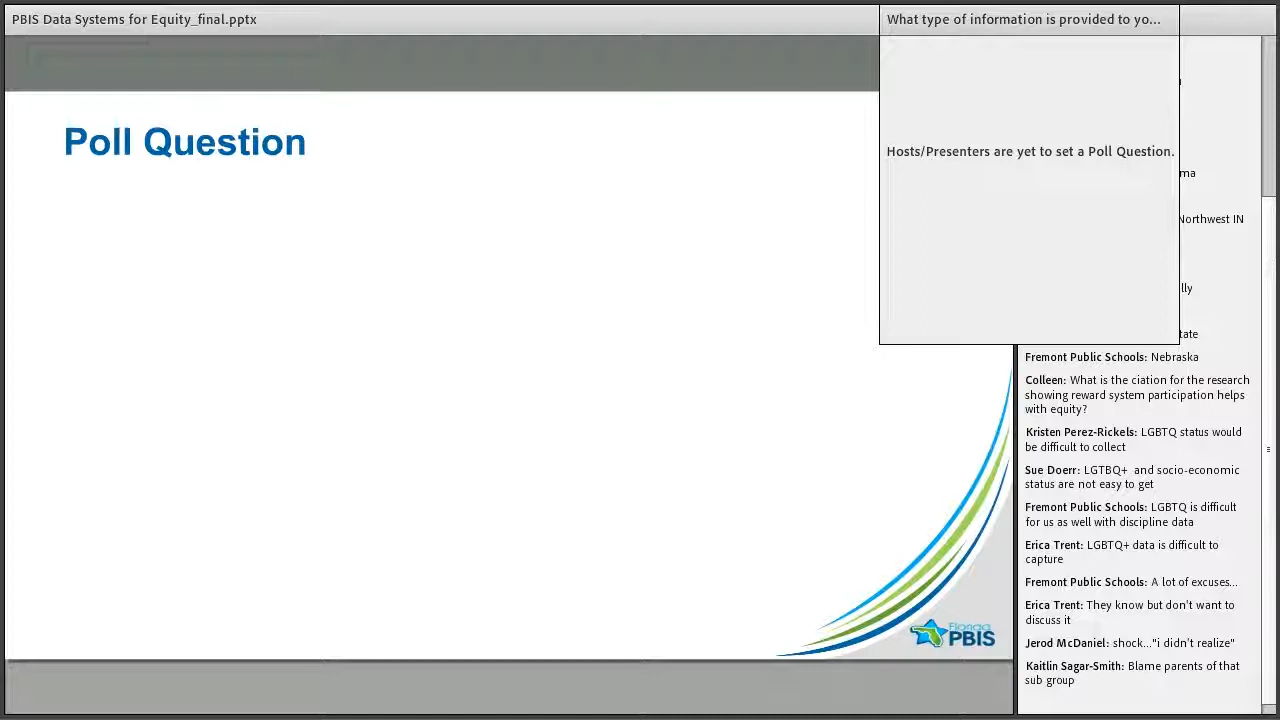 PBIS Data Systems for Equity_final.pptx
What type of information is provided to yo...
Poll Question
Hosts/Presenters are yet to set a Poll Question.
ma
Northwest IN
lly
tate
Fremont Public Schools: Nebraska
Colleen: What is the ciation for the research
showing reward system participation helps
with equity?
Kristen Perez-Rickels: LGBTQ status would
be difficult to collect
Sue Doerr: LGTBQ+ and socio-economic
status are not easy to get
Fremont Public Schools: LGBTQ is difficult
for us as well with discipline data
Erica Trent: LGBTQ+ data is difficult to
capture
Fremont Public Schools: A lot of excuses...
Erica Trent: They know but don't want to
discuss it
Jerod McDaniel: shock..."i didn't realize"
Kaitlin Sagar-Smith: Blame parents of that
sub group
Florida
PBIS